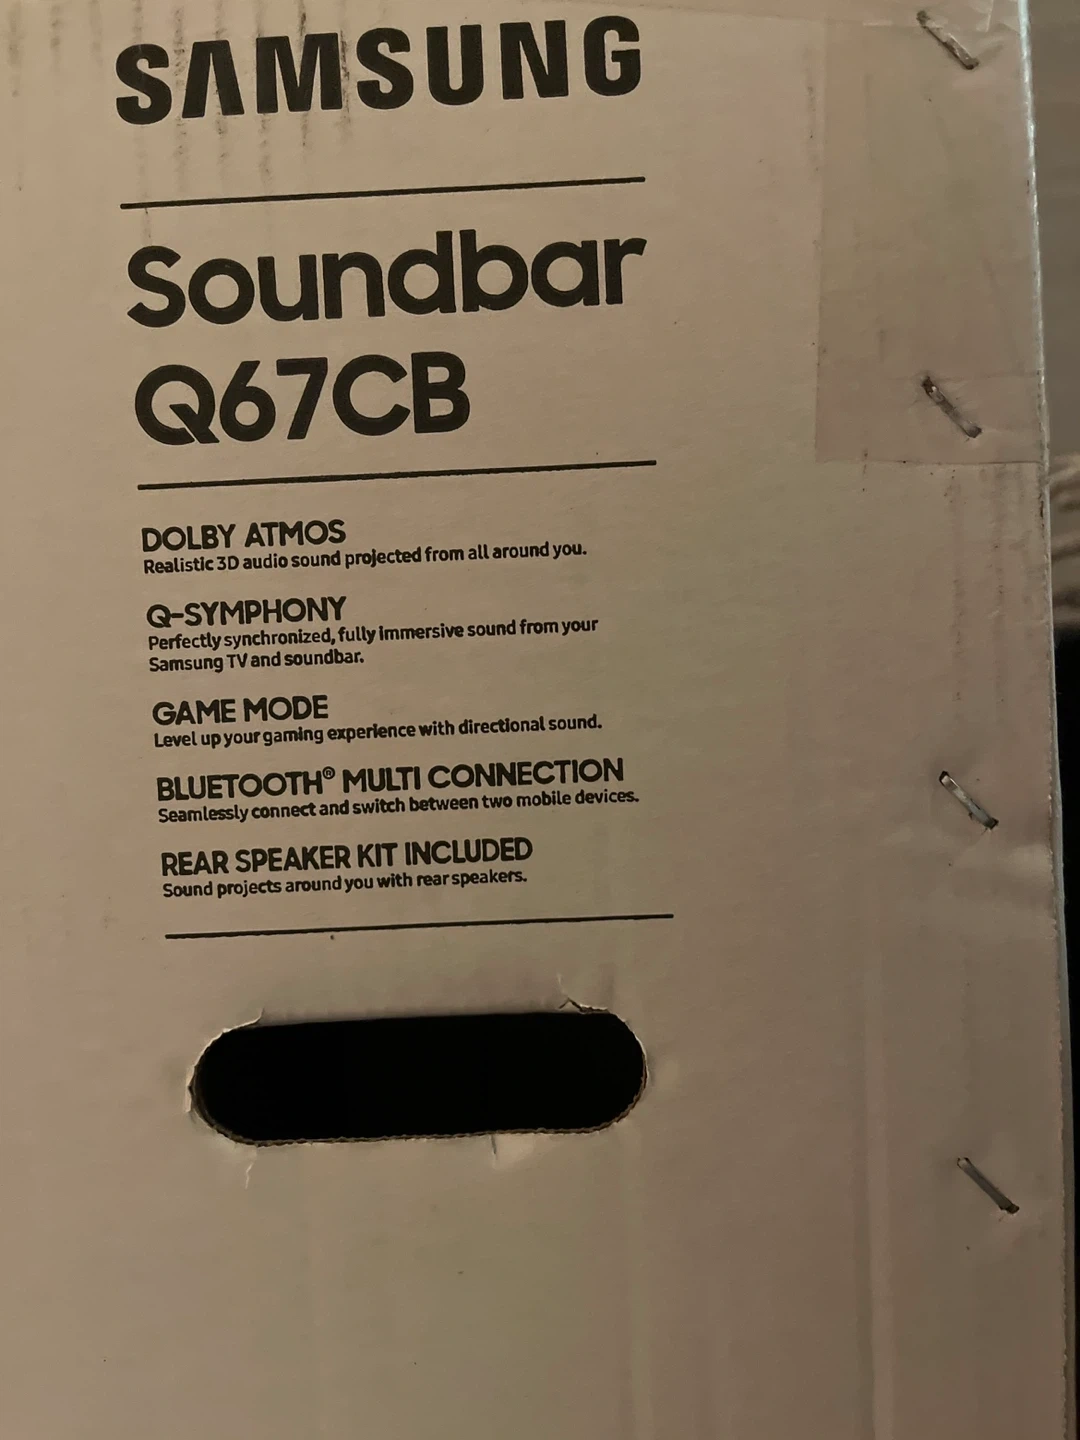 SAMSUNG
Soundbar
Q67CB
DOLBY ATMOS
Realistic 3D audio sound projected from all around you.
Q-SYMPHONY
Perfectly synchronized, fully immersive sound from your
Samsung TV and soundbar.
GAME MODE
Level up your gaming experience with directional sound.
BLUETOOTH® MULTI CONNECTION
Seamlessly connect and switch between two mobile devices.
REAR SPEAKER KIT INCLUDED
Sound projects around you with rear speakers.